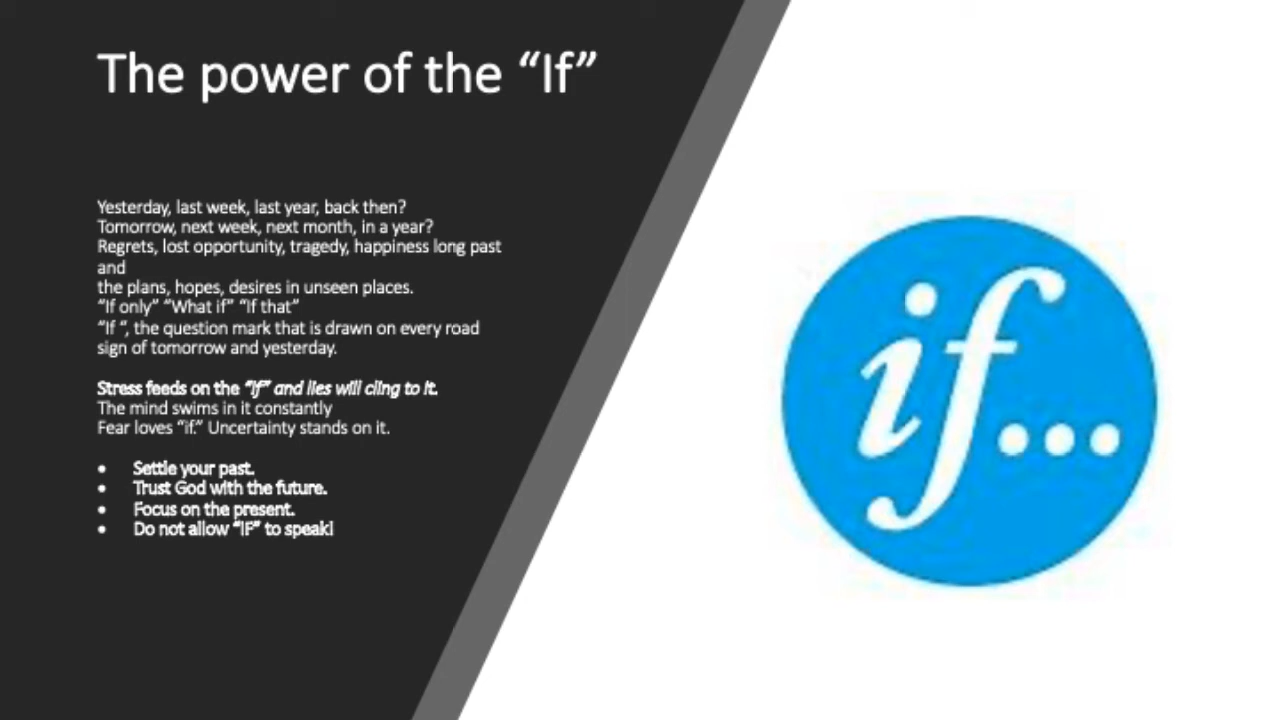 The power of the “If”
Yesterday, last week, last year, back then?
Tomorrow, next week, next month, in a year?
Regrets, lost opportunity, tragedy, happiness long past
and
the plans, hopes, desires in unseen places.
“If only” “What if” “If that”
“If “, the question mark that is drawn on every road
sign of tomorrow and yesterday.
Stress feeds on the “If” and lies will cling to it.
The mind swims in it constantly
Fear loves “if.” Uncertainty stands on it.
• Settle your past.
• Trust God with the future.
• Focus on the present.
• Do not allow “IF” to speak!
if...